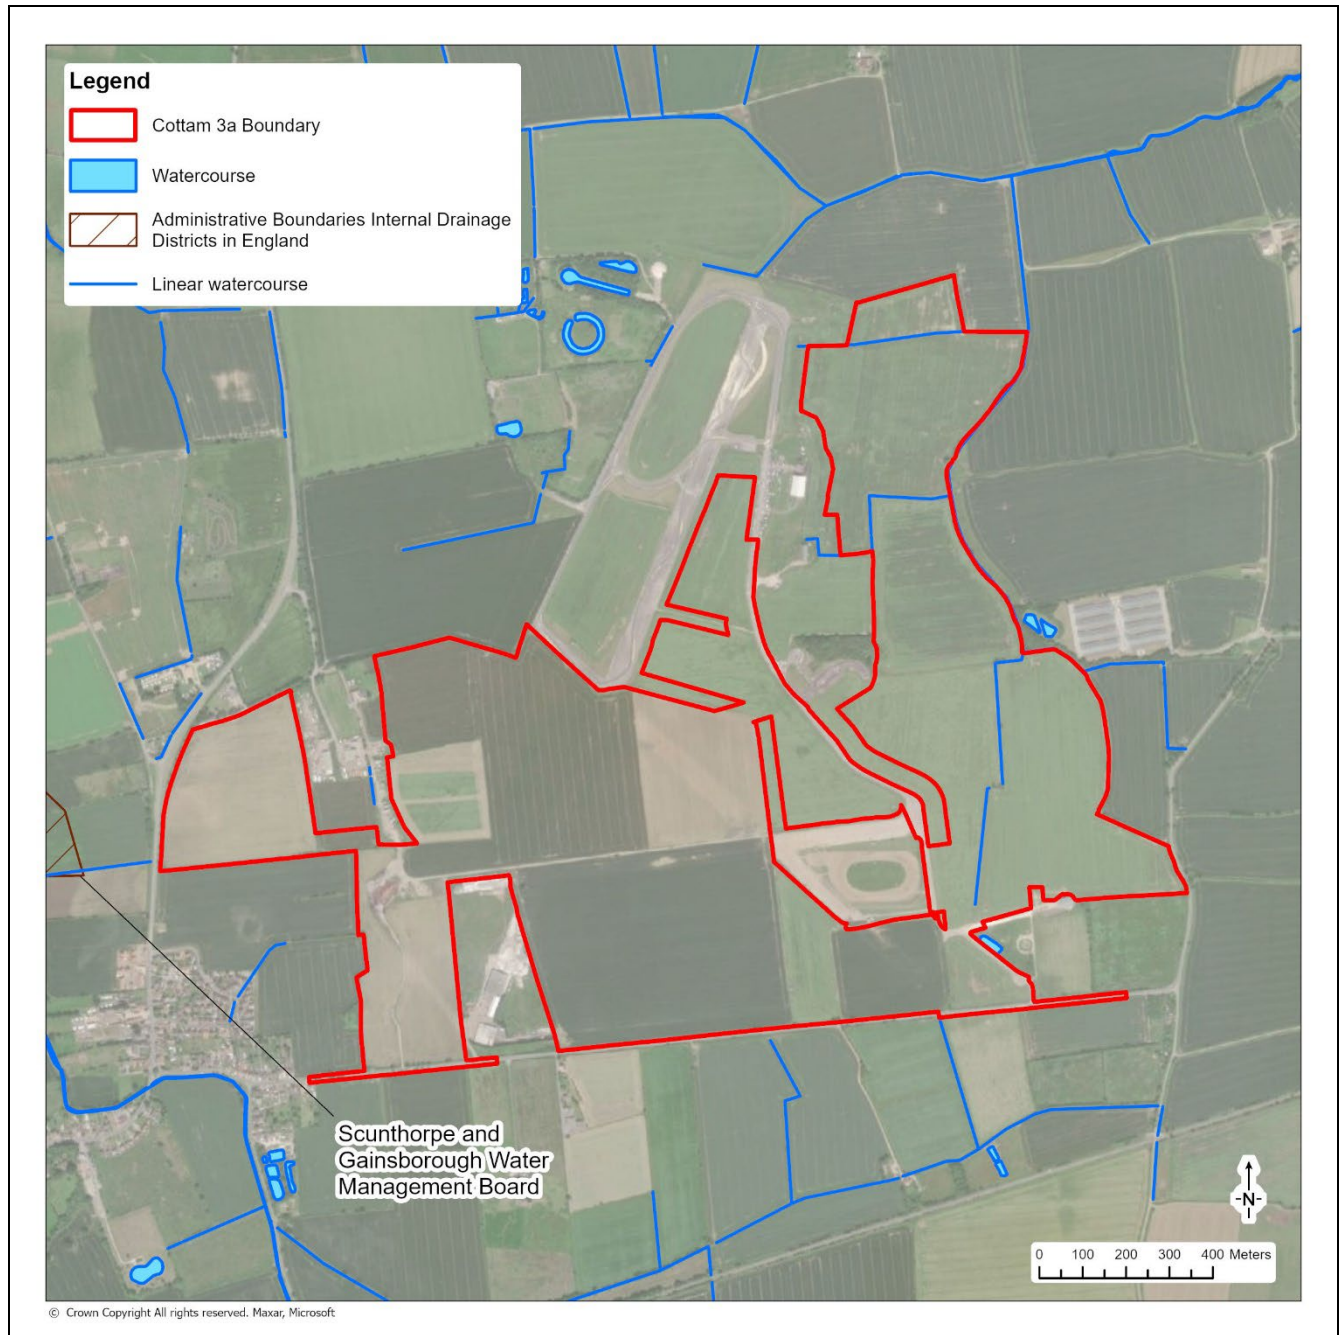 Legend
Cottam 3a Boundary
Watercourse
Administrative Boundaries Internal Drainage
Districts in England
Linear watercourse
Scunthorpe and
Gainsborough Water
Management Board
-N-
0 100 200 300 400 Meters
© Crown Copyright All rights reserved. Maxar, Microsoft